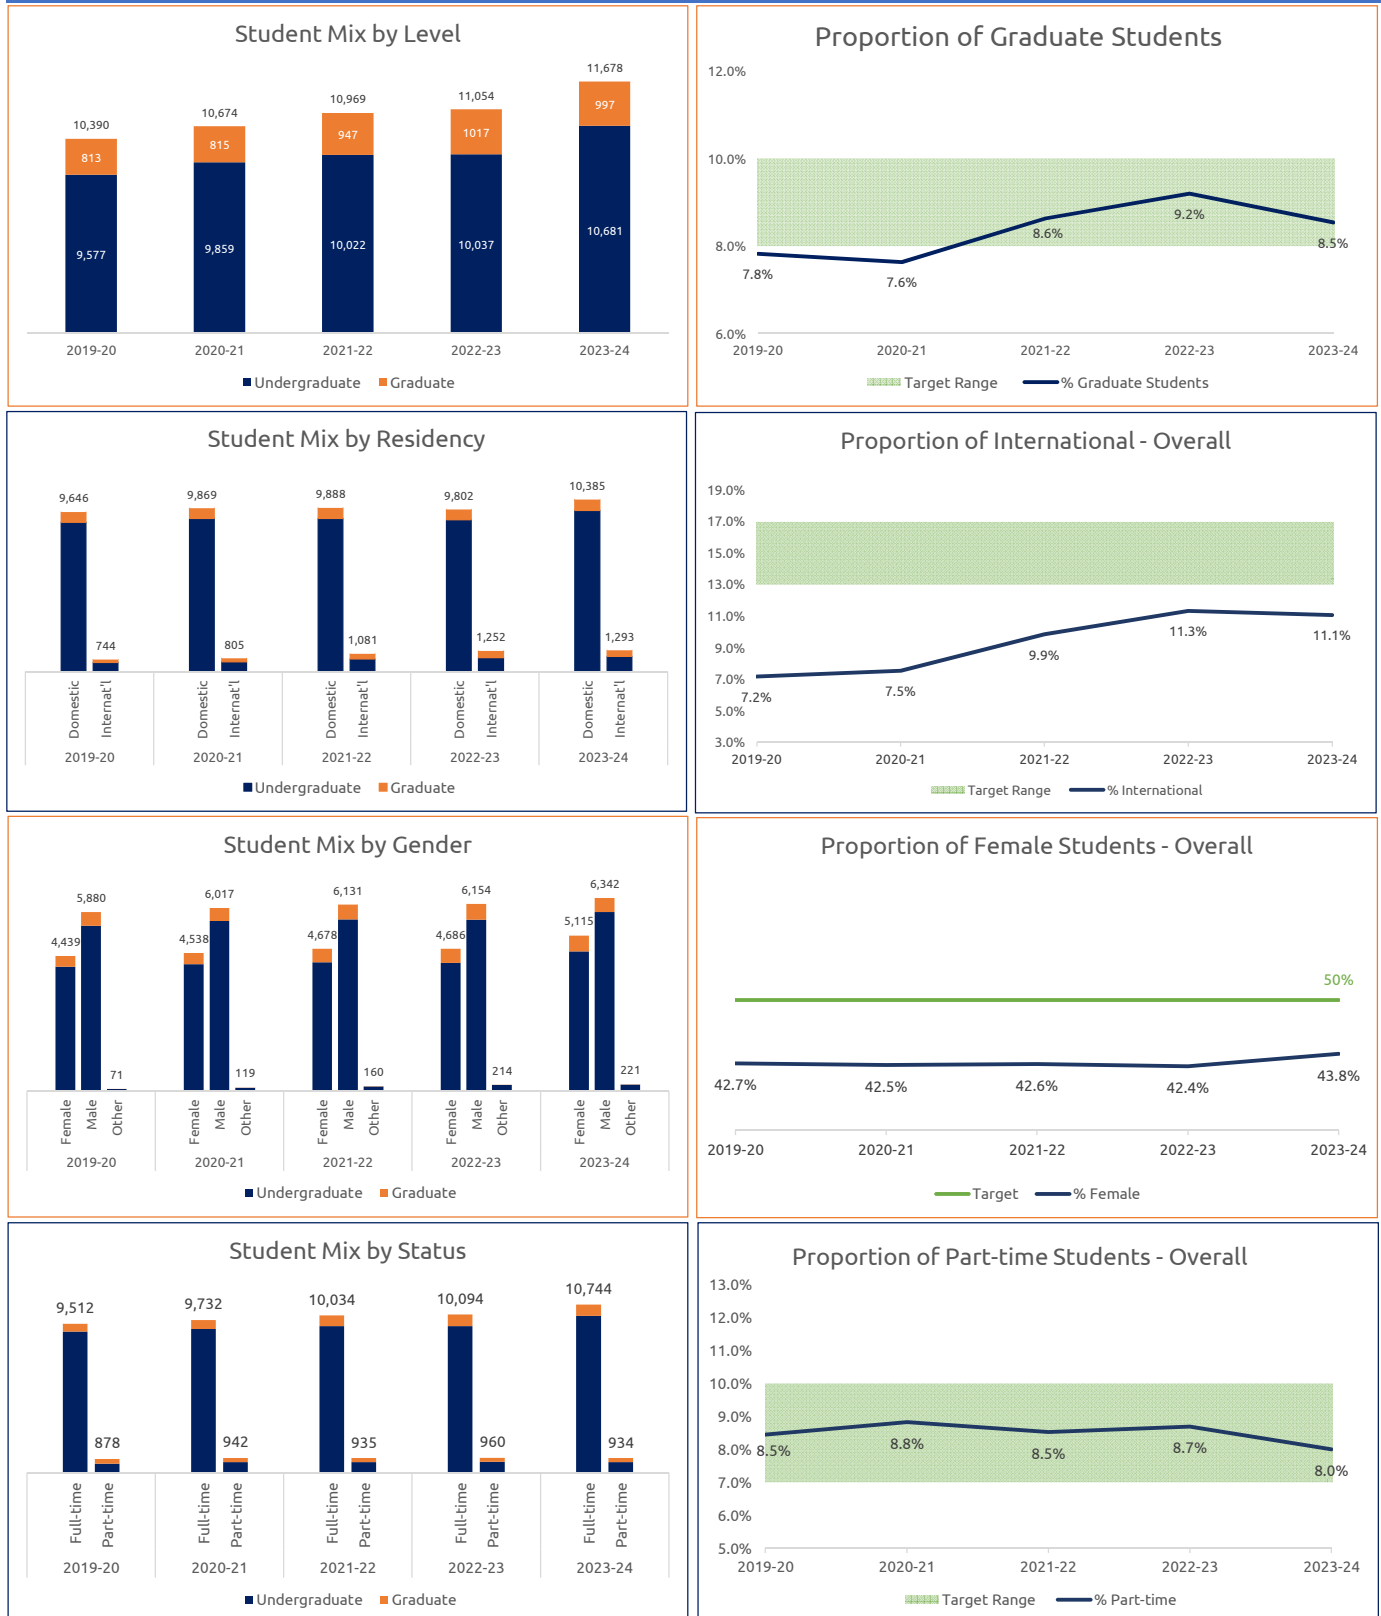 Student Mix by Level
11,678
11,054
10,969
10,674
10,390
997
1017
947
815
813
10,681
10,037
10,022
9,859
9,577
2019-20 2020-21 2021-22 2022-23 2023-24
Undergraduate Graduate
Proportion of Graduate Students
12.0%
10.0%
9.2%
8.6%
8.5%
8.0%
7.8%
7.6%
6.0%
2019-20 2020-21 2021-22 2022-23 2023-24
Target Range % Graduate Students
Student Mix by Residency
9,646 9,869 9,888 9,802 10,385
744 805 1,081 1,252 1,293
Domestic Internat'l Domestic Internat'l Domestic Internat'l Domestic Internat'l Domestic Internat'l
2019-20 2020-21 2021-22 2022-23 2023-24
Undergraduate Graduate
Proportion of International - Overall
19.0%
17.0%
15.0%
13.0%
11.0%
11.3%
11.1%
9.0%
9.9%
7.0%
7.2%
7.5%
5.0%
3.0%
2019-20 2020-21 2021-22 2022-23 2023-24
Target Range % International
Student Mix by Gender
5,880 6,017 6,131 6,154 6,342
4,439 4,538 4,678 4,686 5,115
71 119 160 214 221
Female Male Other Female Male Other Female Male Other Female Male Other Female Male Other
2019-20 2020-21 2021-22 2022-23 2023-24
Undergraduate Graduate
Proportion of Female Students - Overall
50%
42.7% 42.5% 42.6% 42.4% 43.8%
2019-20 2020-21 2021-22 2022-23 2023-24
Target % Female
Student Mix by Status
9,512 9,732 10,034 10,094 10,744
878 942 935 960 934
Full-time Part-time Full-time Part-time Full-time Part-time Full-time Part-time Full-time Part-time
2019-20 2020-21 2021-22 2022-23 2023-24
Undergraduate Graduate
Proportion of Part-time Students - Overall
13.0%
12.0%
11.0%
10.0%
9.0%
8.0% 8.5% 8.8% 8.5% 8.7% 8.0%
7.0%
6.0%
5.0%
2019-20 2020-21 2021-22 2022-23 2023-24
Target Range % Part-time